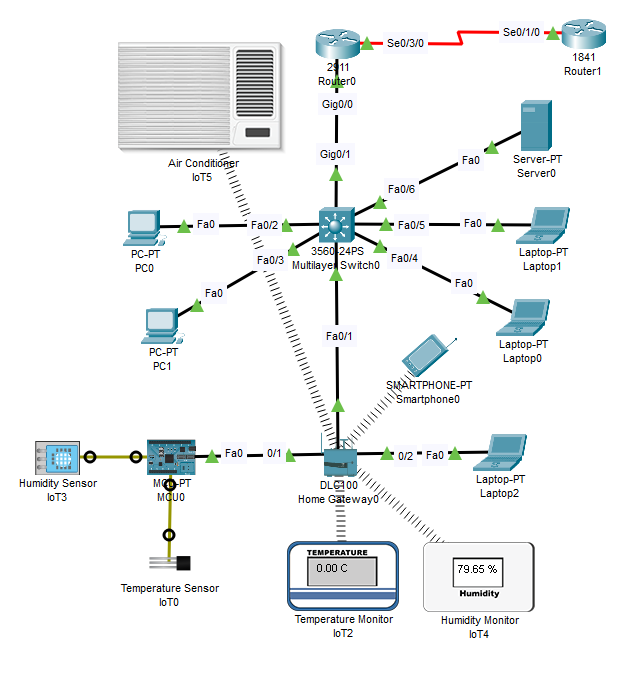 Se0/3/0
Se0/1/0
2911
Router0
1841
Router1
Gig0/0
Air Conditioner
IoT5
Gig0/1
Fa0
Server-PT
Server0
Fa0/6
Fa0
Fa0/2
Fa0/5
Fa0
PC-PT
PC0
3560-24PS
Multilayer Switch0
Laptop-PT
Laptop1
Fa0/3
Fa0/4
Fa0
Fa0
PC-PT
PC1
Fa0/1
Laptop-PT
Laptop0
SMARTPHONE-PT
Smartphone0
Humidity Sensor
IoT3
MCU-PT
MCU0
Fa0
0/1
DLC100
Home Gateway0
0/2
Fa0
Laptop-PT
Laptop2
Temperature Sensor
IoT0
TEMPERATURE
0.00 C
Temperature Monitor
IoT2
79.65 %
Humidity
Humidity Monitor
IoT4